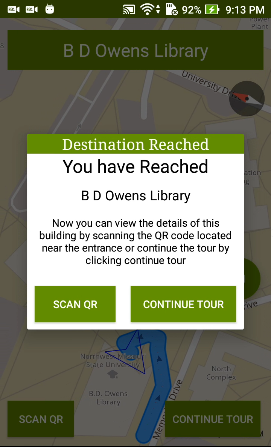 92% 9:13 PM
B D Owens Library
University Dr
Destination Reached
You have Reached
B D Owens Library
Now you can view the details of this
building by scanning the QR code located
near the entrance or continue the tour by
clicking continue tour
SCAN QR CONTINUE TOUR
Northwest
State University
North
Complex
B.D. Owens
Library
Memorial Drive
SCAN QR CONTINUE TOUR